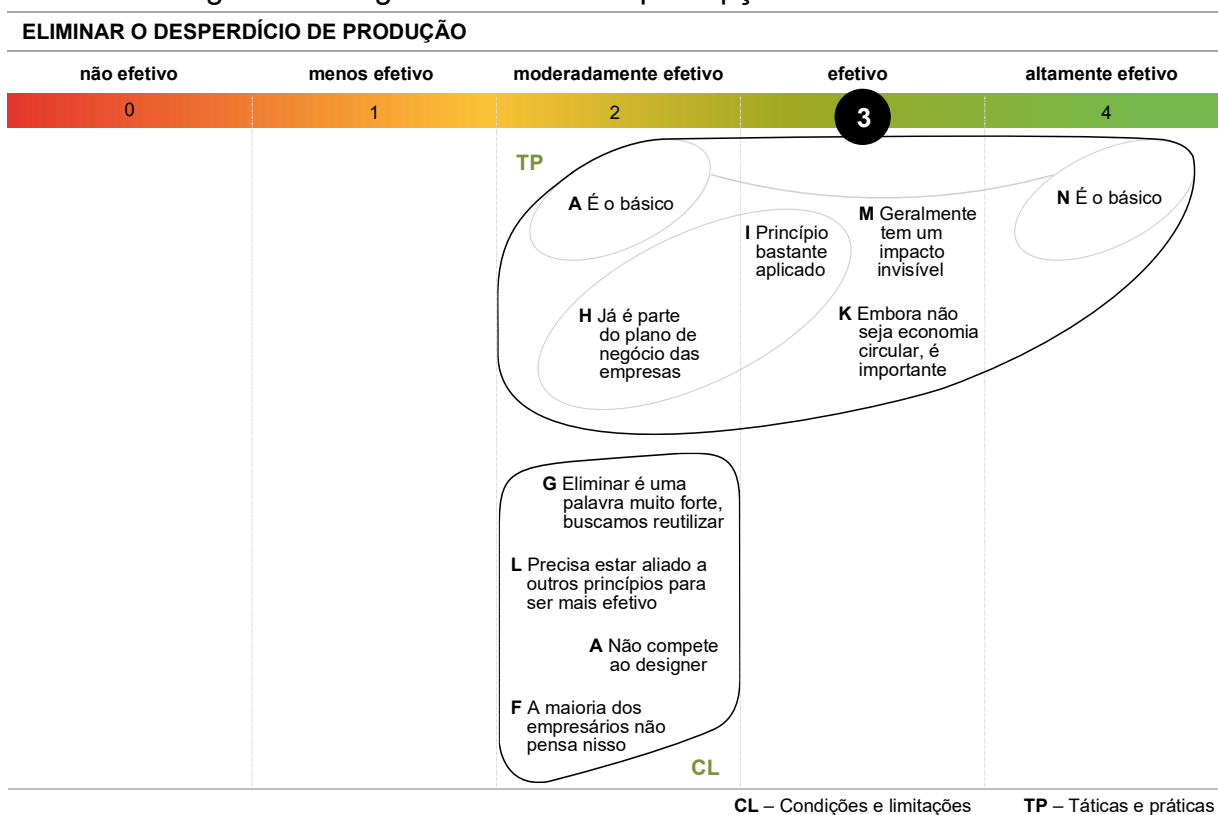 ELIMINAR O DESPERDÍCIO DE PRODUÇÃO
não efetivo
menos efetivo
moderadamente efetivo
efetivo
altamente efetivo
0
1
2
3
4
TP
A É o básico
I Princípio
bastante
aplicado
M Geralmente
tem um
impacto
invisível
N É o básico
H Já é parte
do plano de
negócio das
empresas
K Embora não
seja economia
circular, é
importante
G Eliminar é uma
palavra muito forte,
buscamos reutilizar
L Precisa estar aliado a
outros princípios para
ser mais efetivo
A Não compete
ao designer
F A maioria dos
empresários não
pensa nisso
CL
CL – Condições e limitações
TP – Táticas e práticas